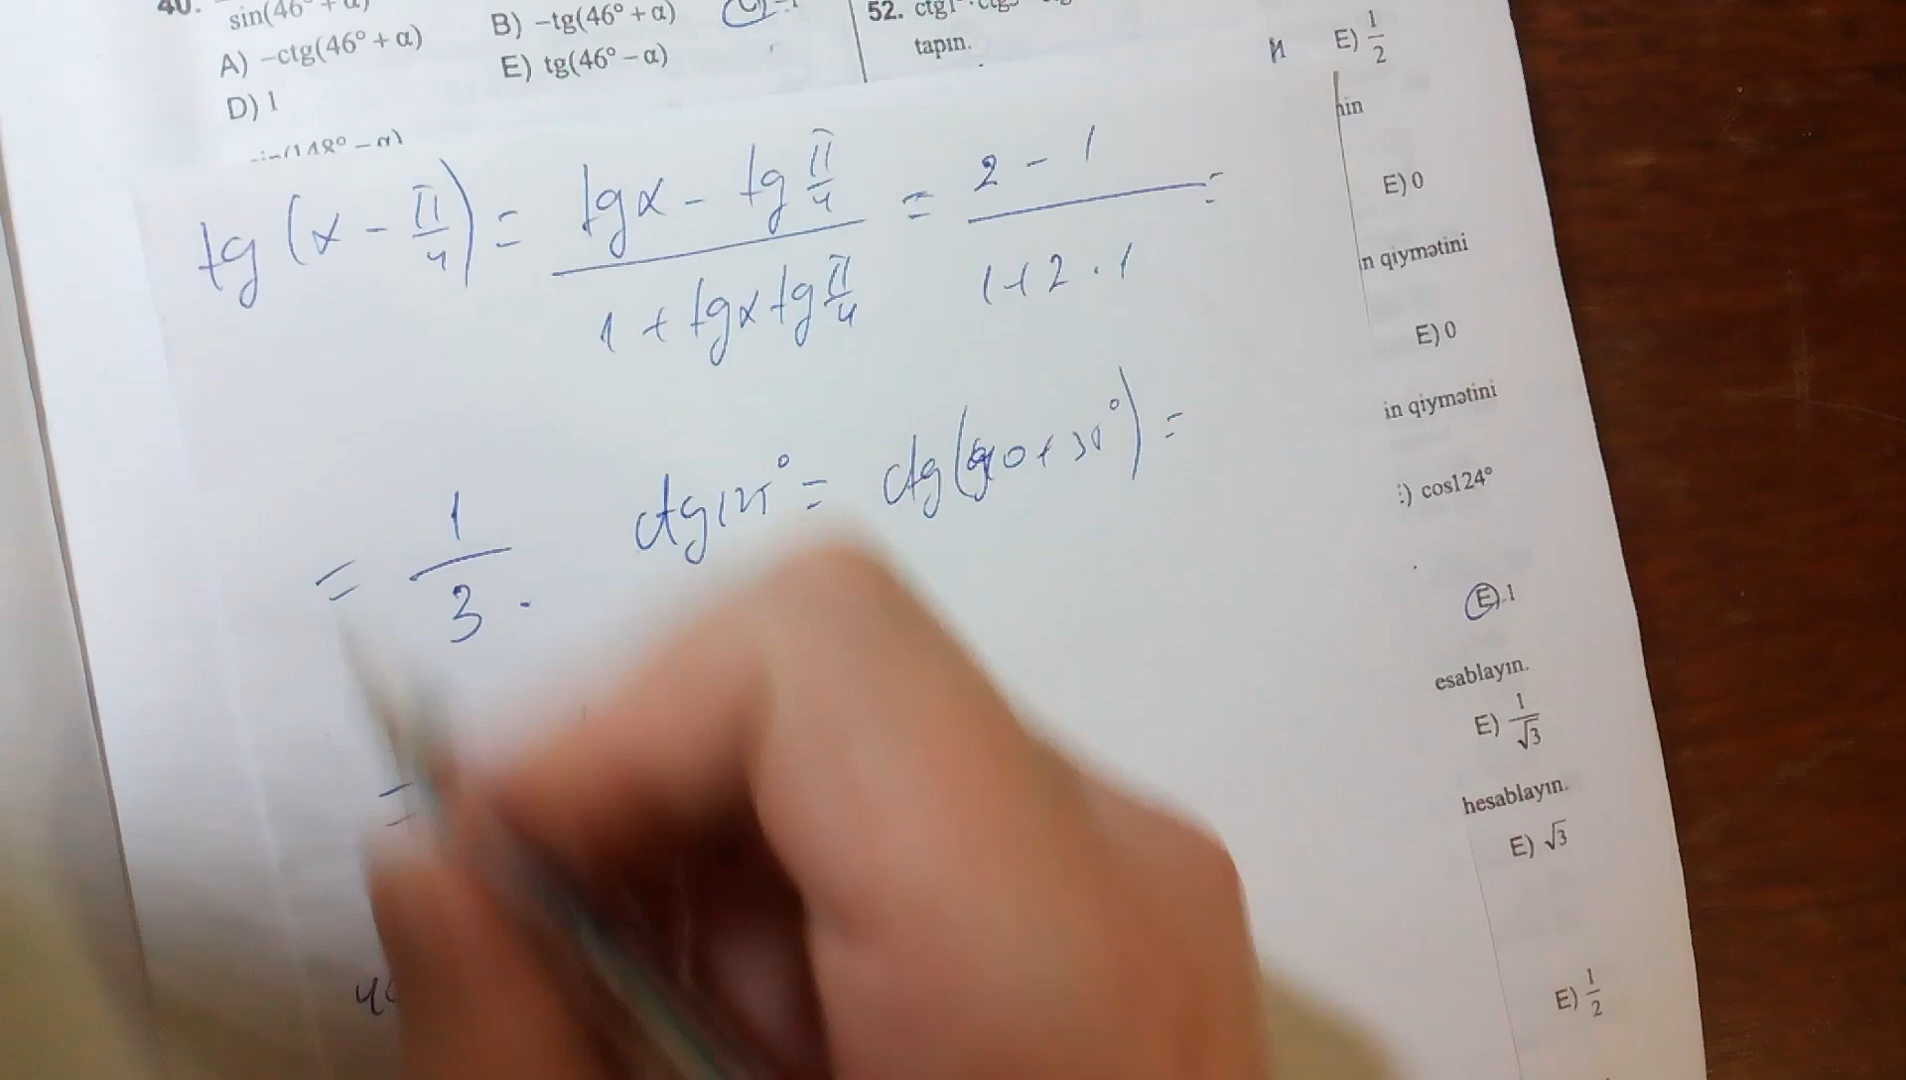 40. sin(46° + α)
A) −ctg(46° + α) B) −tg(46° + α)
D) 1 E) tg(46° − α)
52.
tapın.
E) 1/2
hin
E) 0
n qiymətini
E) 0
in qiymətini
cos124°
E) 1
esablayın.
E) 1/√3
hesablayın.
E) √3
E) 1/2
tg(x − π/4) = (tgx − tg π/4)/(1 + tgx tg π/4) = (2 − 1)/(1 + 2 · 1) =
= 1/3 .
ctg(90 + 30°) =
=